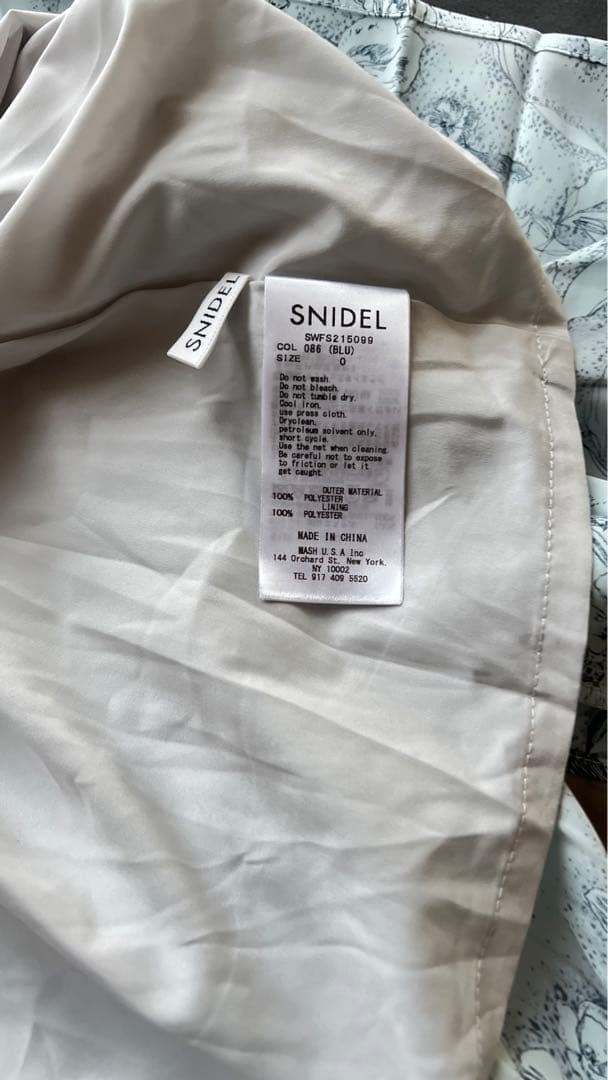 SNIDEL
SNIDEL
SWFS215099
COL 086 (BLU)
SIZE 0
Do not wash.
Do not bleach.
Do not tumble dry.
Cool iron.
use press cloth.
Dryclean.
petroleum solvent only.
short cycle.
Use the net when cleaning.
Be careful not to expose
to friction or let it
get caught.
OUTER MATERIAL
100% POLYESTER
LINING
100% POLYESTER
MADE IN CHINA
MASH U.S.A Inc
144 Orchard St, New York.
NY 10002
TEL 917 409 5520